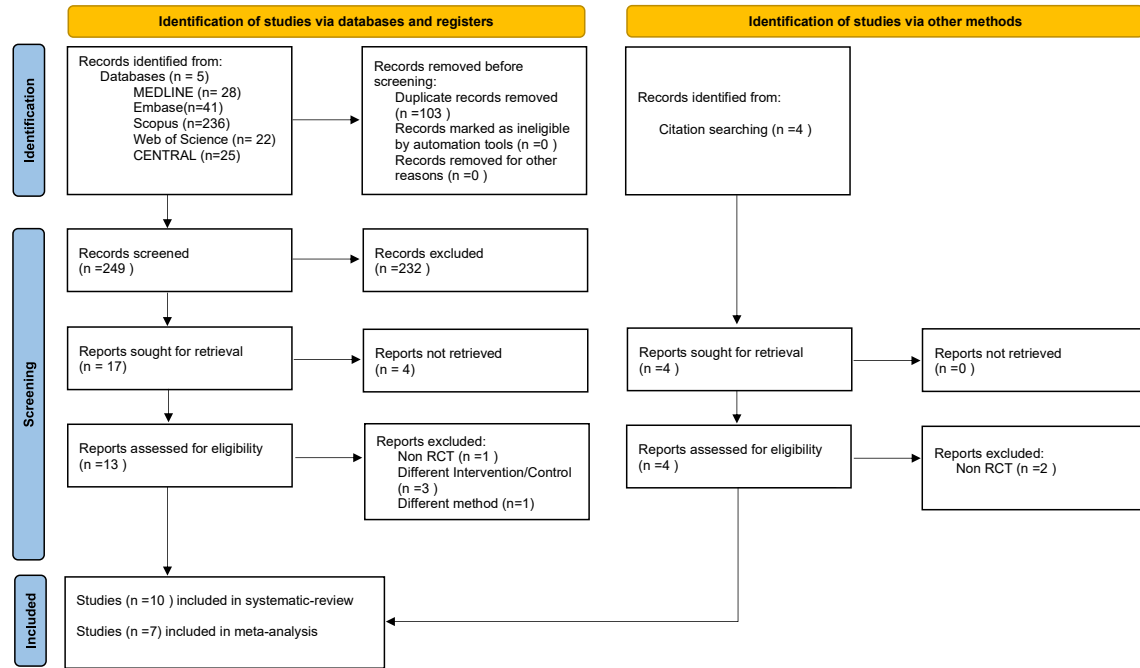 Identification of studies via databases and registers
Identification of studies via other methods
Identification
Records identified from:
Databases (n = 5)
MEDLINE (n= 28)
Embase(n=41)
Scopus (n=236)
Web of Science (n= 22)
CENTRAL (n=25)
Records removed before
screening:
Duplicate records removed
(n =103 )
Records marked as ineligible
by automation tools (n =0 )
Records removed for other
reasons (n =0 )
Records identified from:
Citation searching (n =4 )
Screening
Records screened
(n =249 )
Records excluded
(n =232 )
Reports sought for retrieval
(n = 17)
Reports not retrieved
(n = 4)
Reports sought for retrieval
(n =4 )
Reports not retrieved
(n =0 )
Reports assessed for eligibility
(n =13 )
Reports excluded:
Non RCT (n =1 )
Different Intervention/Control
(n =3 )
Different method (n=1)
Reports assessed for eligibility
(n =4 )
Reports excluded:
Non RCT (n =2 )
Included
Studies (n =10 ) included in systematic-review
Studies (n =7) included in meta-analysis